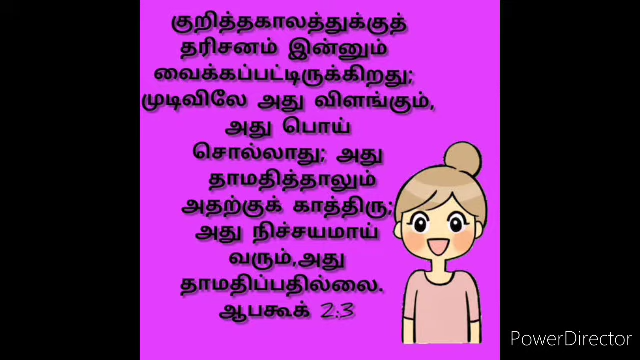 குறித்தகாலத்துக்குத்
தரிசனம் இன்னும்
வைக்கப்பட்டிருக்கிறது;
முடிவிலே அது விளங்கும்,
அது பொய்
சொல்லாது; அது
தாமதித்தாலும்
அதற்குக் காத்திரு;
அது நிச்சயமாய்
வரும்,அது
தாமதிப்பதில்லை.
ஆபகூக் 2:3
PowerDirector